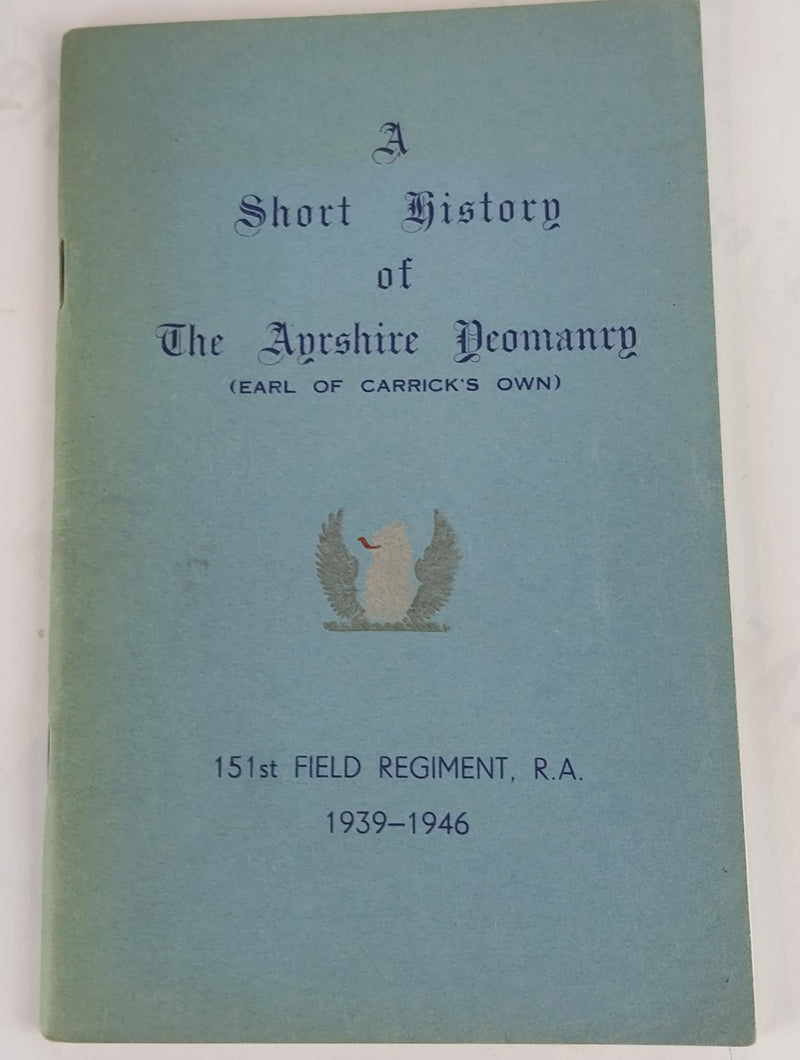 A
Short History
of
The Ayrshire Yeomanry
(EARL OF CARRICK'S OWN)
151st FIELD REGIMENT, R.A.
1939–1946